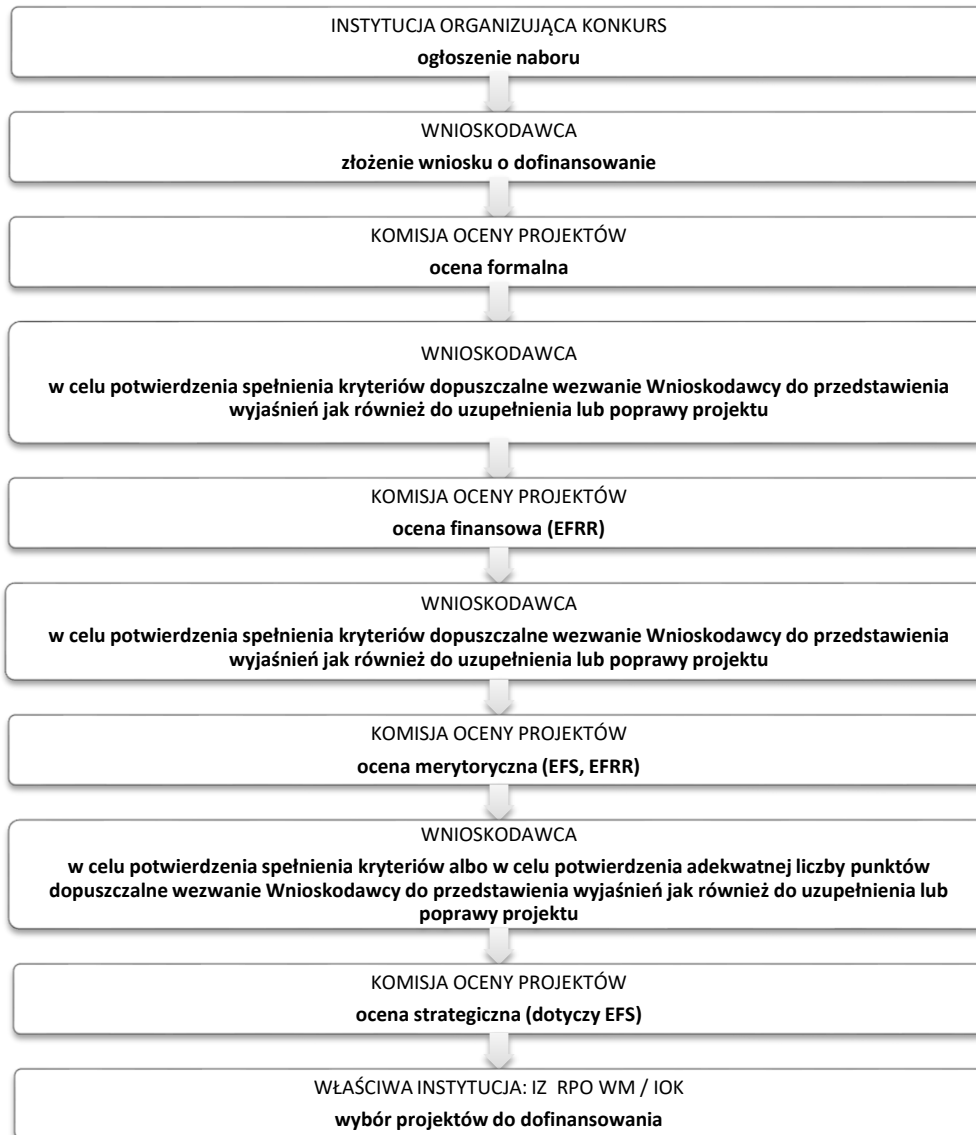 INSTYTUCJA ORGANIZUJĄCA KONKURS
ogłoszenie naboru
WNIOSKODAWCA
złożenie wniosku o dofinansowanie
KOMISJA OCENY PROJEKTÓW
ocena formalna
WNIOSKODAWCA
w celu potwierdzenia spełnienia kryteriów dopuszczalne wezwanie Wnioskodawcy do przedstawienia
wyjaśnień jak również do uzupełnienia lub poprawy projektu
KOMISJA OCENY PROJEKTÓW
ocena finansowa (EFRR)
WNIOSKODAWCA
w celu potwierdzenia spełnienia kryteriów dopuszczalne wezwanie Wnioskodawcy do przedstawienia
wyjaśnień jak również do uzupełnienia lub poprawy projektu
KOMISJA OCENY PROJEKTÓW
ocena merytoryczna (EFS, EFRR)
WNIOSKODAWCA
w celu potwierdzenia spełnienia kryteriów albo w celu potwierdzenia adekwatnej liczby punktów
dopuszczalne wezwanie Wnioskodawcy do przedstawienia wyjaśnień jak również do uzupełnienia lub
poprawy projektu
KOMISJA OCENY PROJEKTÓW
ocena strategiczna (dotyczy EFS)
WŁAŚCIWA INSTYTUCJA: IZ RPO WM / IOK
wybór projektów do dofinansowania